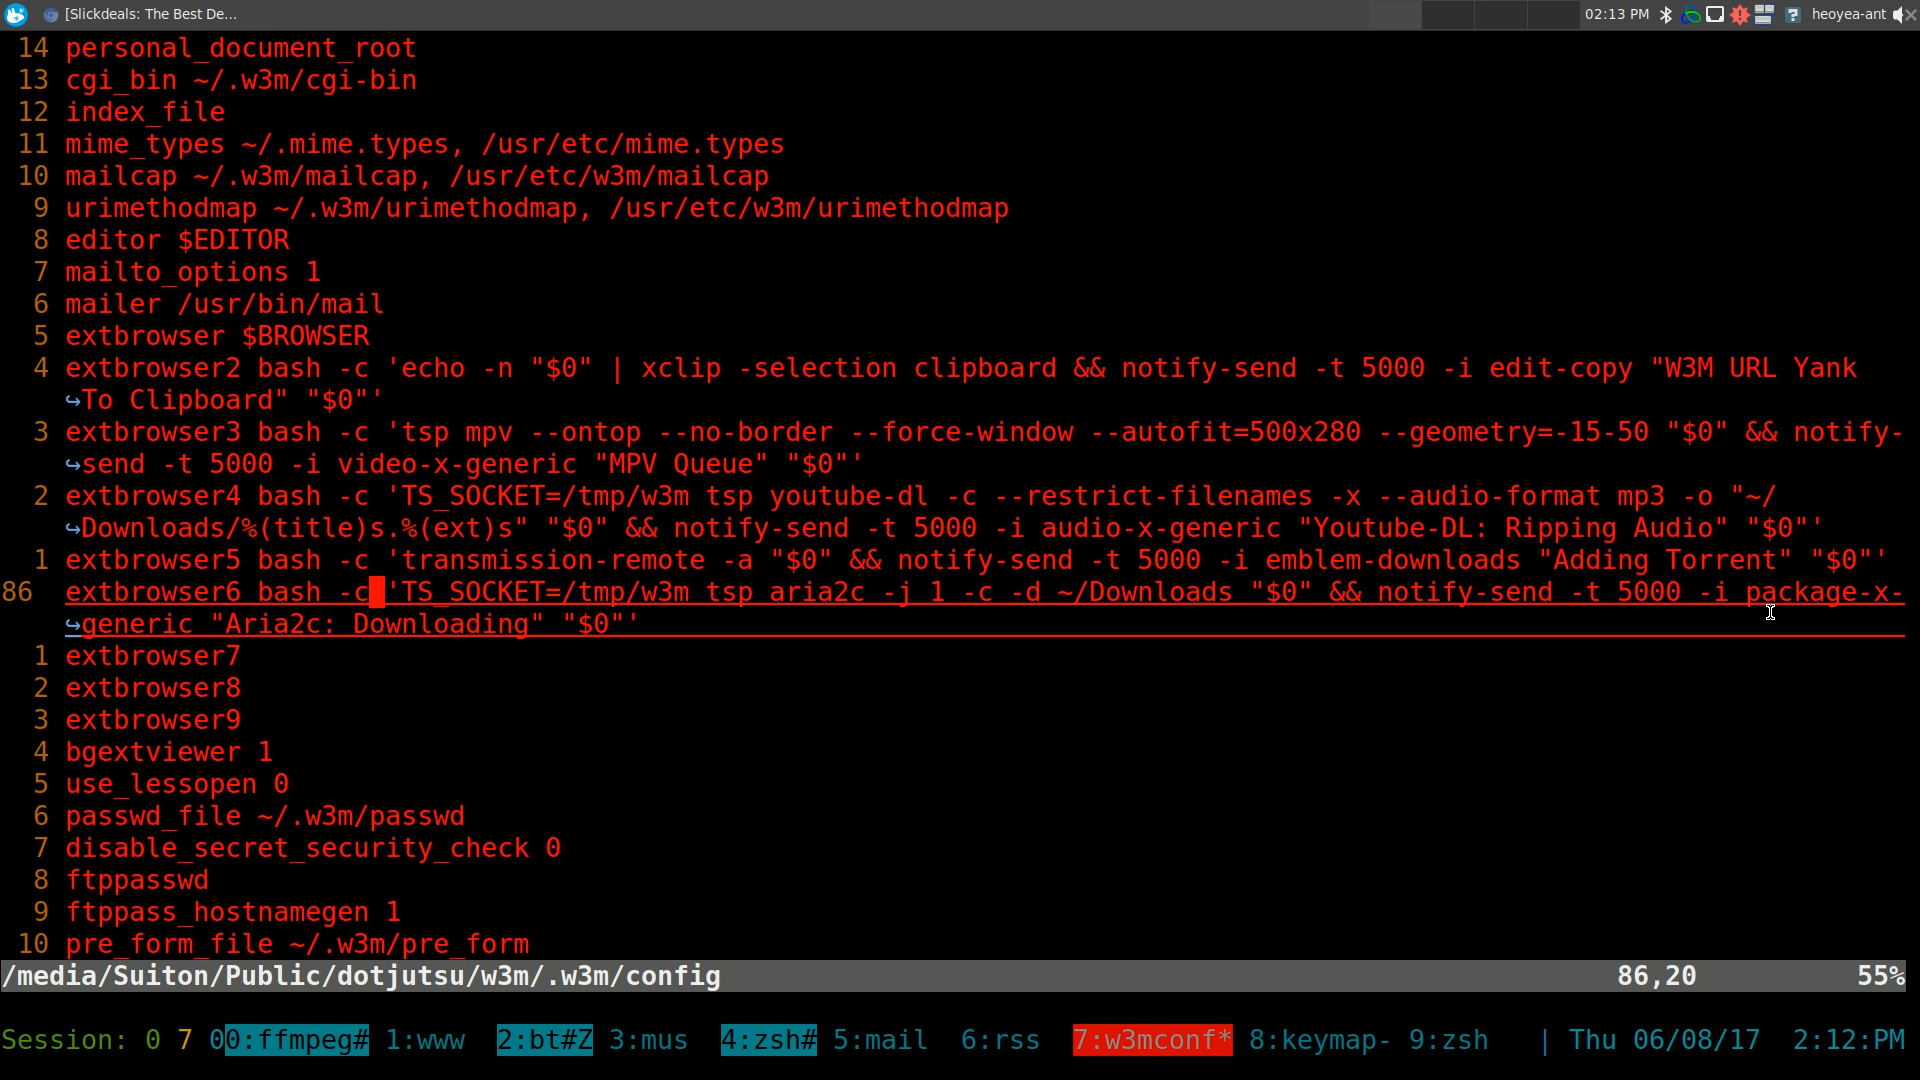 [Slickdeals: The Best De... 02:13 PM heoyea-ant
14 personal_document_root
13 cgi_bin ~/.w3m/cgi-bin
12 index_file
11 mime_types ~/.mime.types, /usr/etc/mime.types
10 mailcap ~/.w3m/mailcap, /usr/etc/w3m/mailcap
9 urimethodmap ~/.w3m/urimethodmap, /usr/etc/w3m/urimethodmap
8 editor $EDITOR
7 mailto_options 1
6 mailer /usr/bin/mail
5 extbrowser $BROWSER
4 extbrowser2 bash -c 'echo -n "$0" | xclip -selection clipboard && notify-send -t 5000 -i edit-copy "W3M URL Yank
↪To Clipboard" "$0"'
3 extbrowser3 bash -c 'tsp mpv --ontop --no-border --force-window --autofit=500x280 --geometry=-15-50 "$0" && notify-
↪send -t 5000 -i video-x-generic "MPV Queue" "$0"'
2 extbrowser4 bash -c 'TS_SOCKET=/tmp/w3m tsp youtube-dl -c --restrict-filenames -x --audio-format mp3 -o "~/
↪Downloads/%(title)s.%(ext)s" "$0" && notify-send -t 5000 -i audio-x-generic "Youtube-DL: Ripping Audio" "$0"'
1 extbrowser5 bash -c 'transmission-remote -a "$0" && notify-send -t 5000 -i emblem-downloads "Adding Torrent" "$0"'
86 extbrowser6 bash -c 'TS_SOCKET=/tmp/w3m tsp aria2c -j 1 -c -d ~/Downloads "$0" && notify-send -t 5000 -i package-x-
↪generic "Aria2c: Downloading" "$0"'
1 extbrowser7
2 extbrowser8
3 extbrowser9
4 bgextviewer 1
5 use_lessopen 0
6 passwd_file ~/.w3m/passwd
7 disable_secret_security_check 0
8 ftppasswd
9 ftppass_hostnamegen 1
10 pre_form_file ~/.w3m/pre_form
/media/Suiton/Public/dotjutsu/w3m/.w3m/config 86,20 55%
Session: 0 7 00:ffmpeg# 1:www 2:bt#Z 3:mus 4:zsh# 5:mail 6:rss 7:w3mconf* 8:keymap- 9:zsh | Thu 06/08/17 2:12:PM